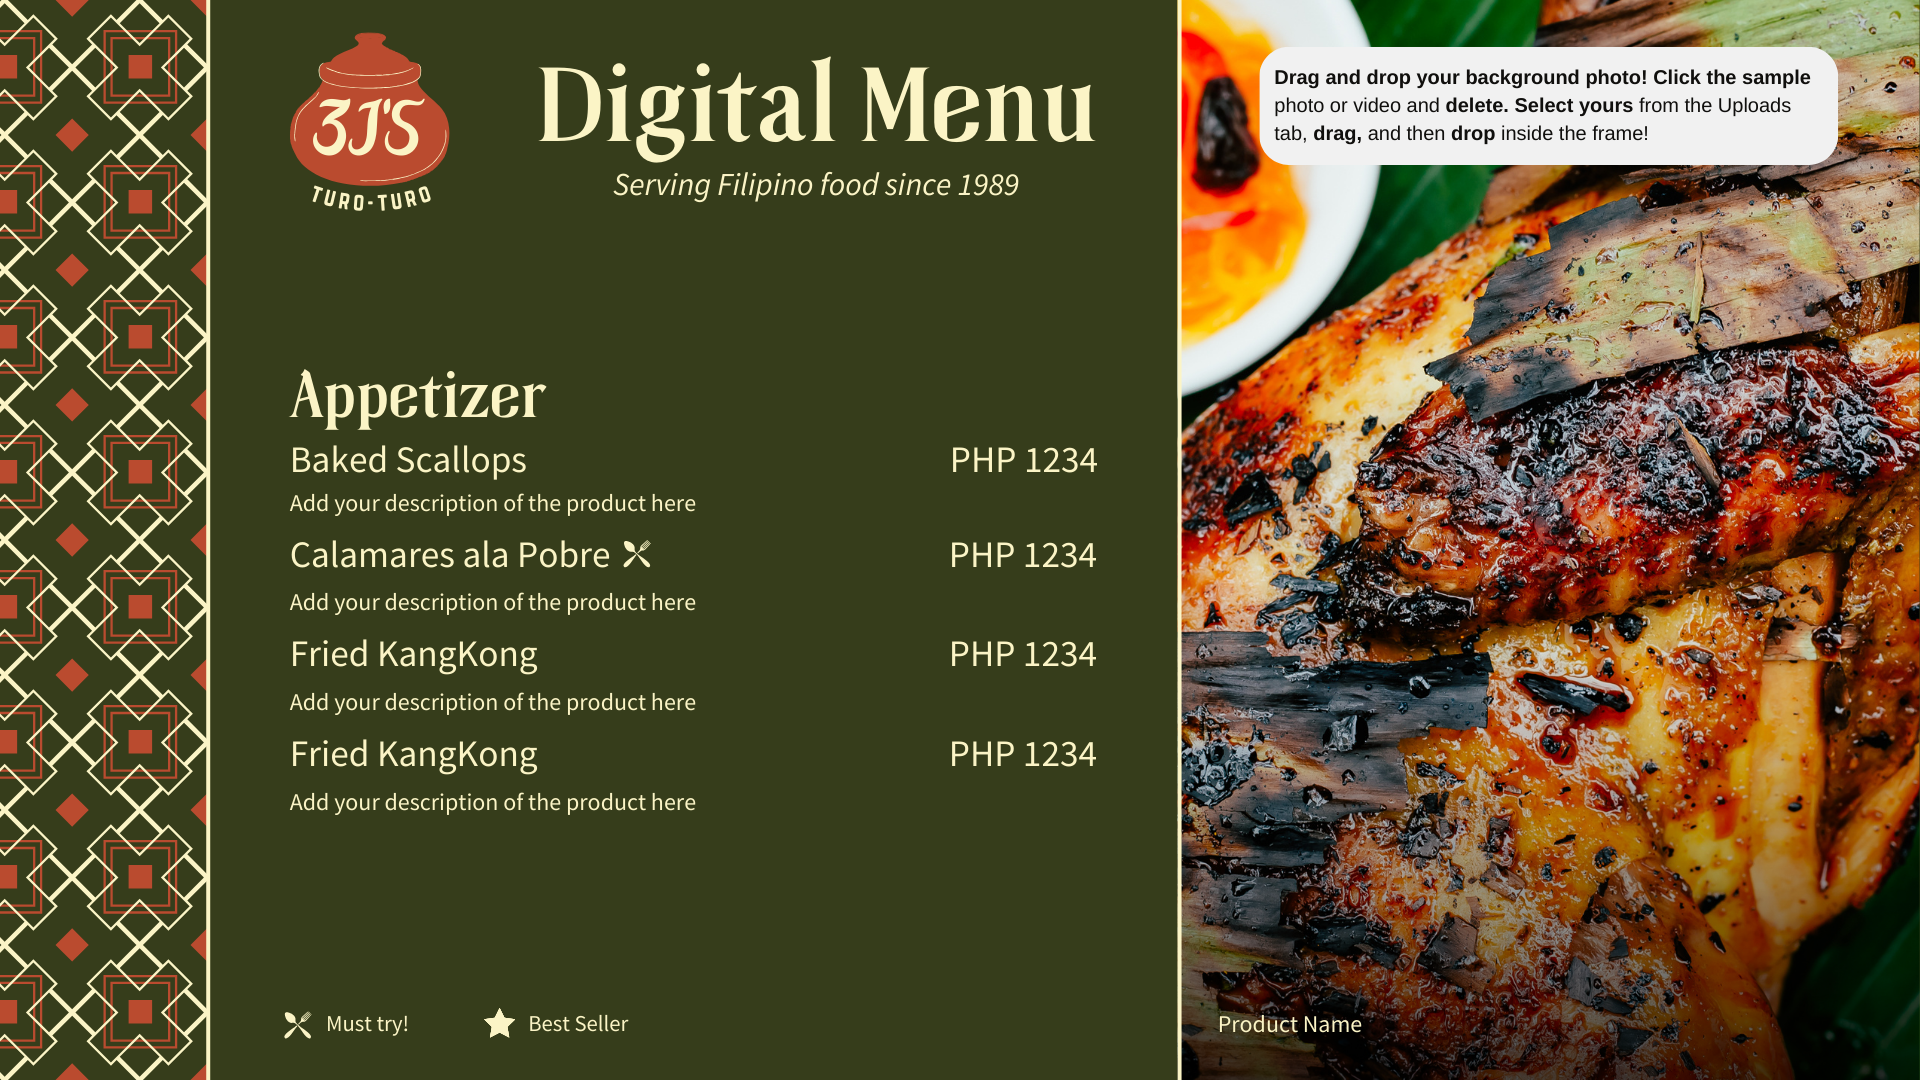 3J'S
TURO-TURO
Digital Menu
Serving Filipino food since 1989
Appetizer
Baked Scallops PHP 1234
Add your description of the product here
Calamares ala Pobre PHP 1234
Add your description of the product here
Fried KangKong PHP 1234
Add your description of the product here
Fried KangKong PHP 1234
Add your description of the product here
Must try! Best Seller
Drag and drop your background photo! Click the sample
photo or video and delete. Select yours from the Uploads
tab, drag, and then drop inside the frame!
Product Name